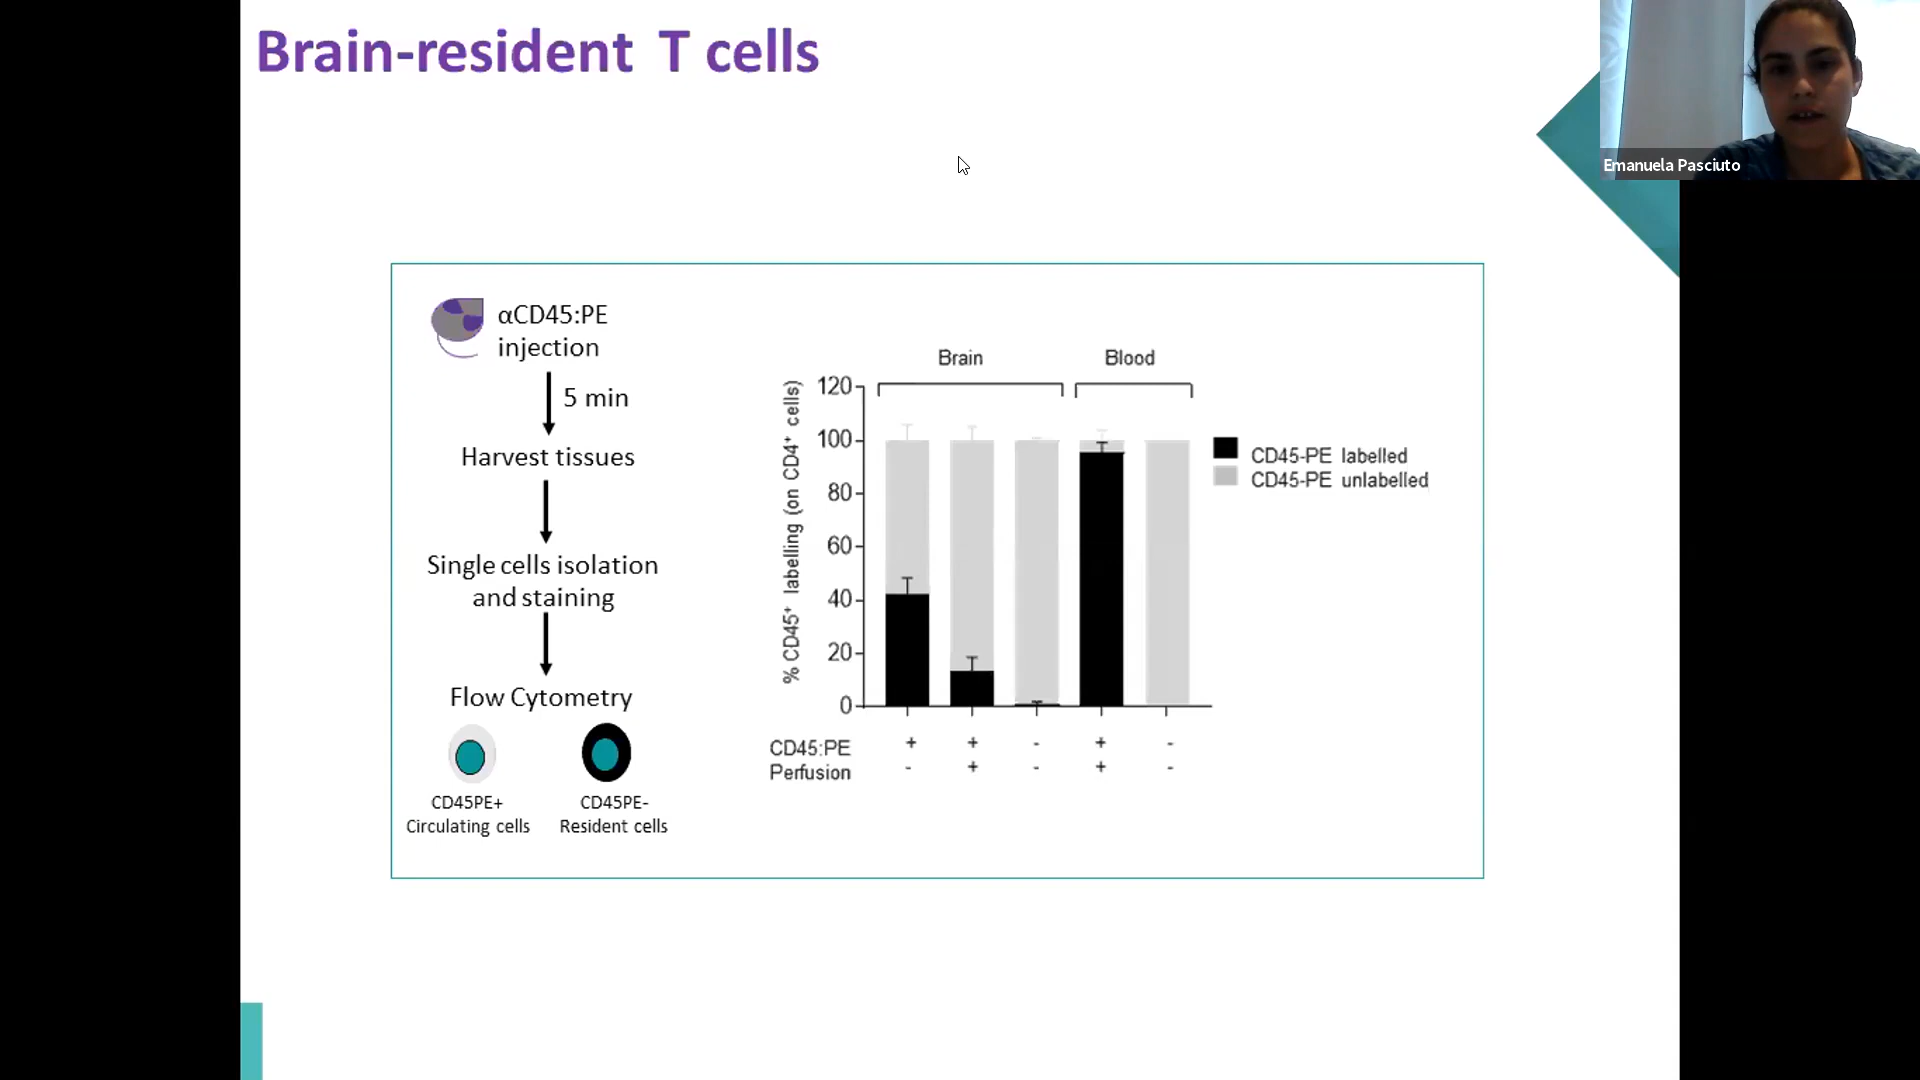 Brain-resident T cells
Emanuela Pasciuto
αCD45:PE
injection
5 min
Harvest tissues
Single cells isolation
and staining
Flow Cytometry
CD45PE+
Circulating cells
CD45PE-
Resident cells
Brain
Blood
% CD45+ labelling (on CD4+ cells)
120
100
80
60
40
20
0
CD45-PE labelled
CD45-PE unlabelled
CD45:PE + + - + -
Perfusion - + - + -